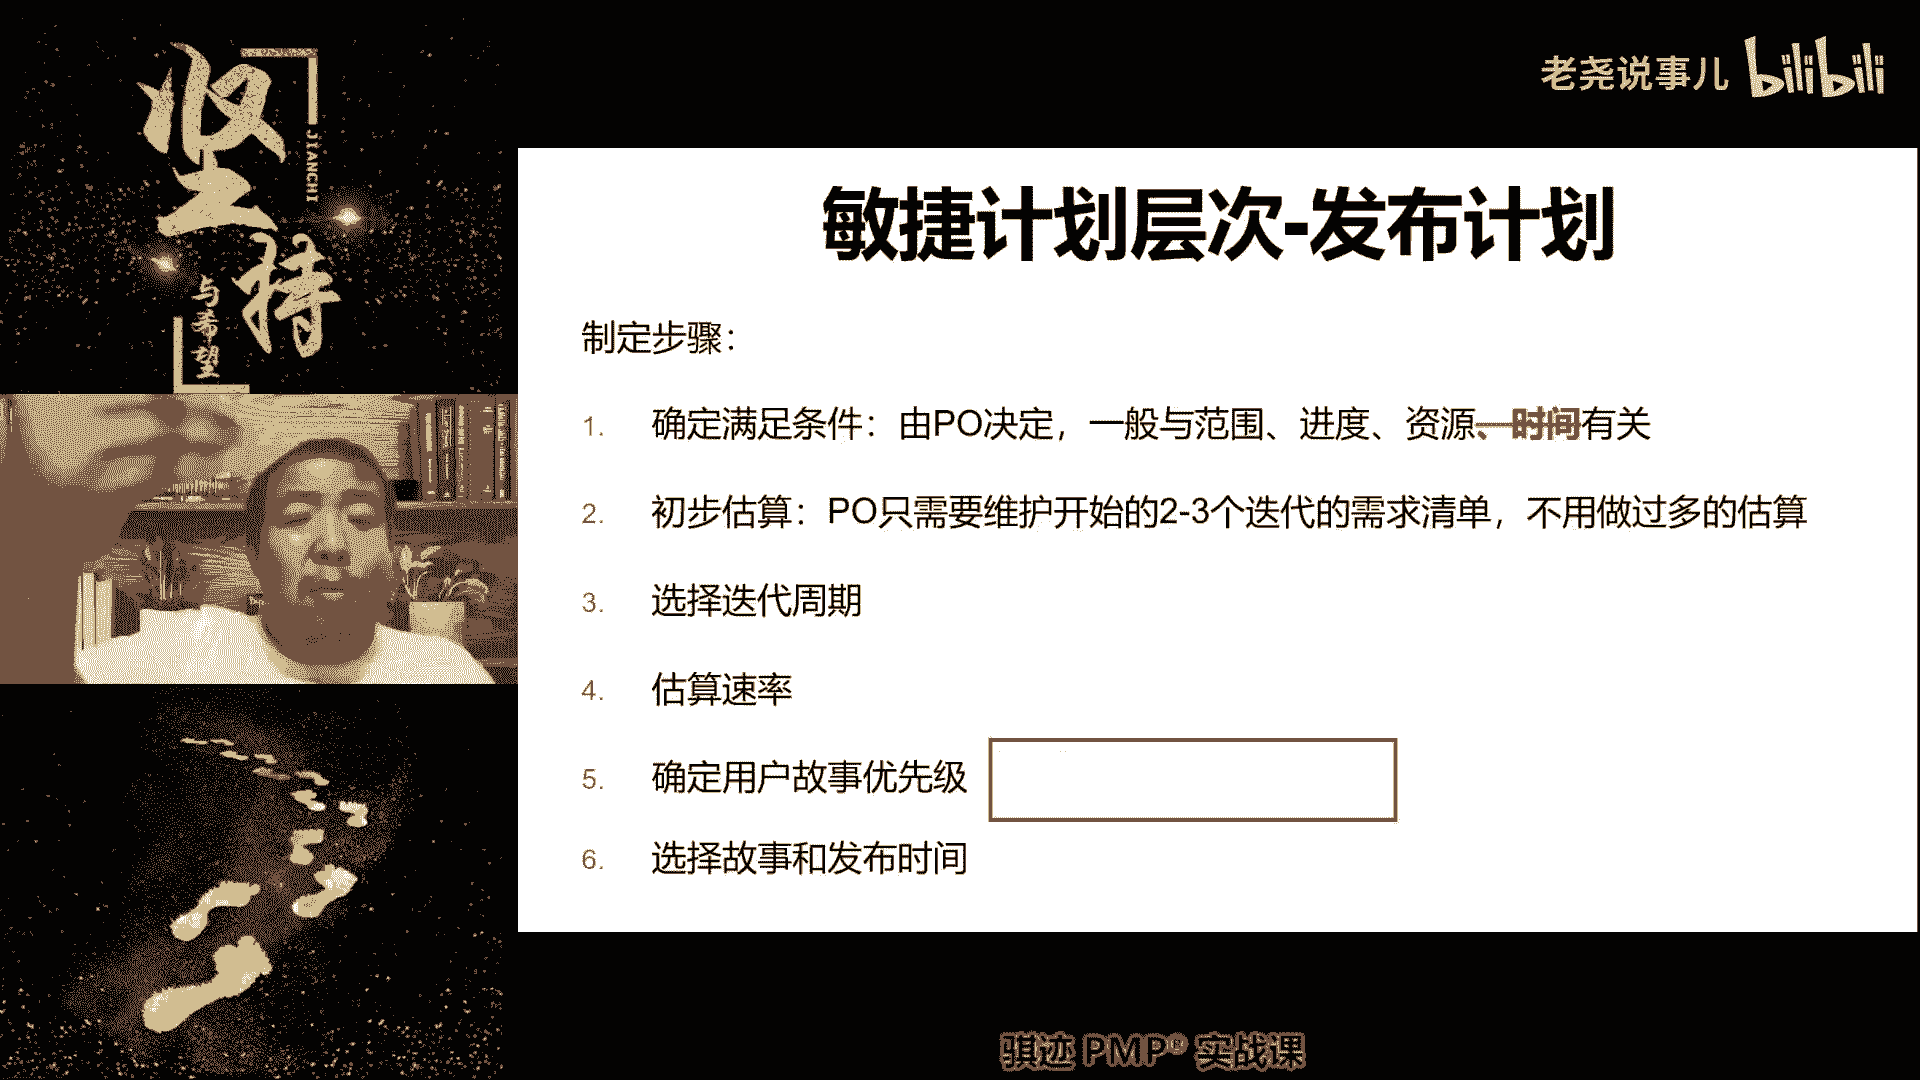 坚持
JIANCHI
与希望
老尧说事儿 bilibili
敏捷计划层次-发布计划
制定步骤：
1. 确定满足条件：由PO决定，一般与范围、进度、资源、时间有关
2. 初步估算：PO只需要维护开始的2-3个迭代的需求清单，不用做过多的估算
3. 选择迭代周期
4. 估算速率
5. 确定用户故事优先级
6. 选择故事和发布时间
骐迹 PMP® 实战课